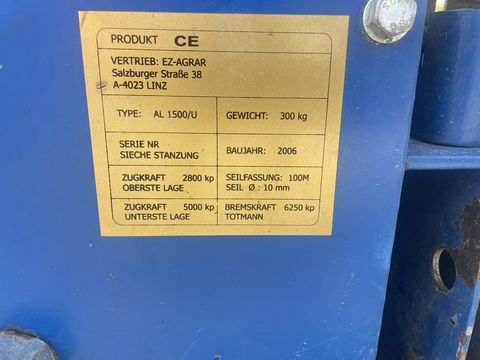 PRODUKT CE
VERTRIEB: EZ-AGRAR
Salzburger Straße 38
A-4023 LINZ
TYPE: AL 1500/U
GEWICHT: 300 kg
SERIE NR
SIECHE STANZUNG
BAUJAHR: 2006
ZUGKRAFT 2800 kp
OBERSTE LAGE
SEILFASSUNG: 100M
SEIL Ø : 10 mm
ZUGKRAFT 5000 kp
UNTERSTE LAGE
BREMSKRAFT 6250 kp
TOTMANN